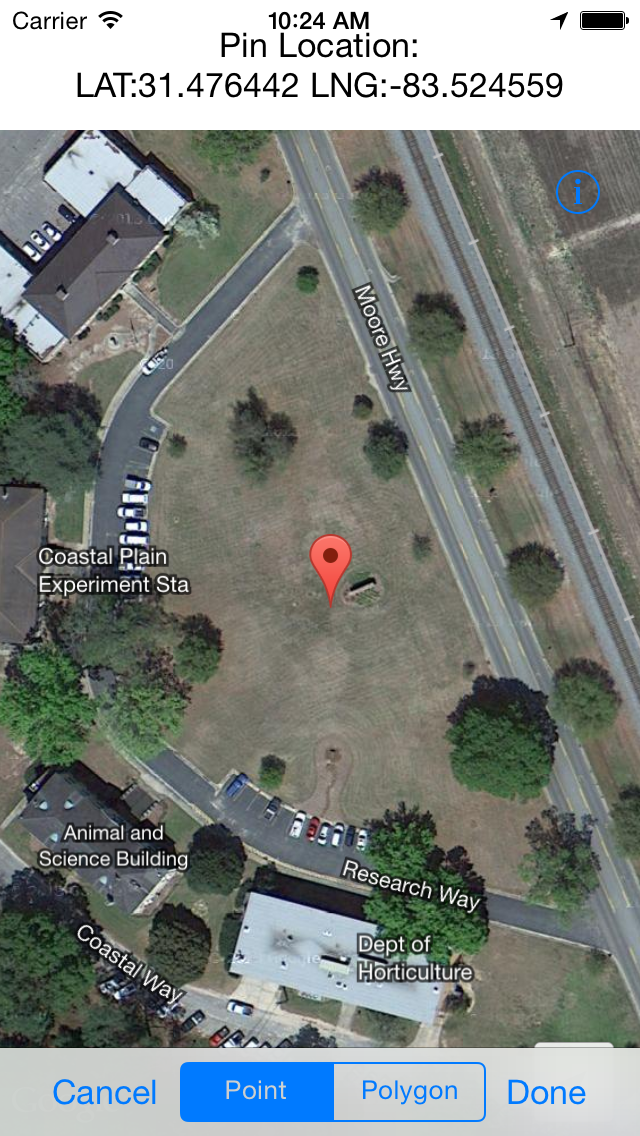 Carrier 10:24 AM
Pin Location:
LAT:31.476442 LNG:-83.524559
Moore Hwy
Coastal Plain
Experiment Sta
Animal and
Science Building
Research Way
Coastal Way
Dept of
Horticulture
Cancel Point Polygon Done